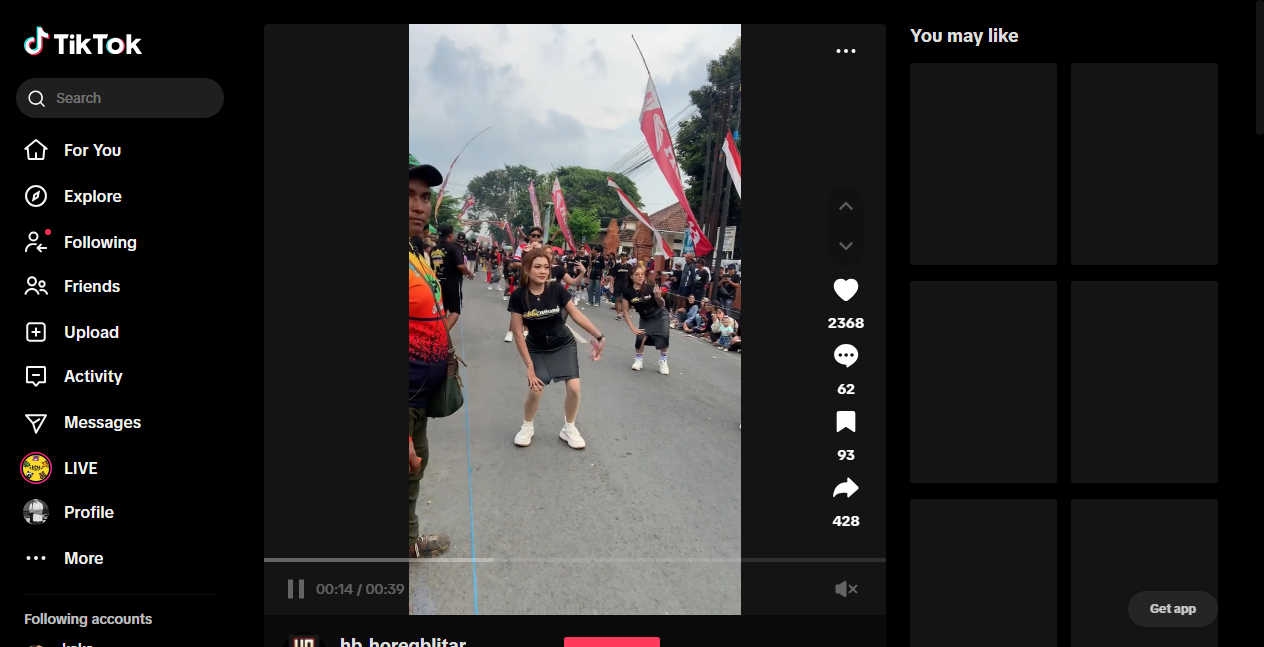 TikTok
Search
For You
Explore
Following
Friends
Upload
Activity
Messages
LIVE
Profile
More
Following accounts
2368
62
93
428
00:14 / 00:39
hb_horegblitar
You may like
Get app